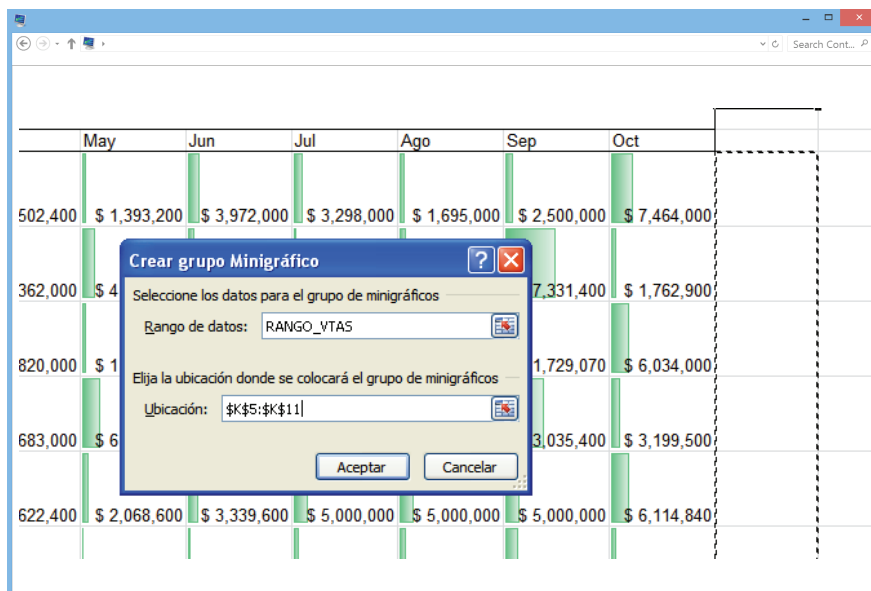 Search Cont...
May Jun Jul Ago Sep Oct
502,400 $ 1,393,200 $ 3,972,000 $ 3,298,000 $ 1,695,000 $ 2,500,000 $ 7,464,000
Crear grupo Minigráfico
362,000 $ 4 7,331,400 $ 1,762,900
Seleccione los datos para el grupo de minigráficos
Rango de datos: RANGO_VTAS
820,000 $ 1 1,729,070 $ 6,034,000
Elija la ubicación donde se colocará el grupo de minigráficos
Ubicación: $K$5:$K$11
683,000 $ 6 3,035,400 $ 3,199,500
Aceptar Cancelar
622,400 $ 2,068,600 $ 3,339,600 $ 5,000,000 $ 5,000,000 $ 5,000,000 $ 6,114,840